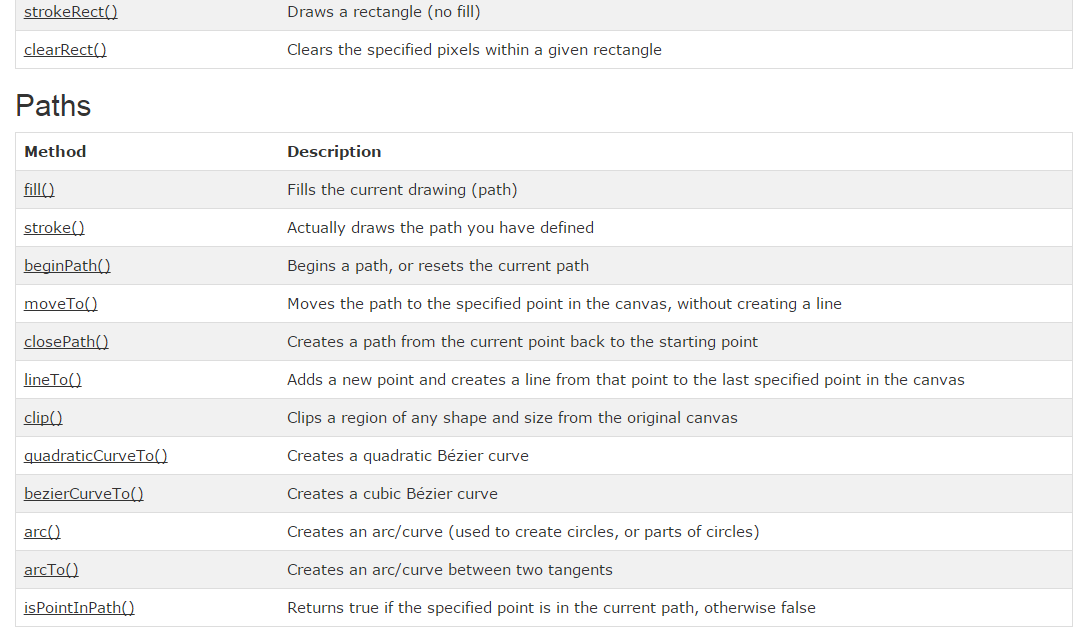 strokeRect() Draws a rectangle (no fill)
clearRect() Clears the specified pixels within a given rectangle
Paths
Method Description
fill() Fills the current drawing (path)
stroke() Actually draws the path you have defined
beginPath() Begins a path, or resets the current path
moveTo() Moves the path to the specified point in the canvas, without creating a line
closePath() Creates a path from the current point back to the starting point
lineTo() Adds a new point and creates a line from that point to the last specified point in the canvas
clip() Clips a region of any shape and size from the original canvas
quadraticCurveTo() Creates a quadratic Bézier curve
bezierCurveTo() Creates a cubic Bézier curve
arc() Creates an arc/curve (used to create circles, or parts of circles)
arcTo() Creates an arc/curve between two tangents
isPointInPath() Returns true if the specified point is in the current path, otherwise false